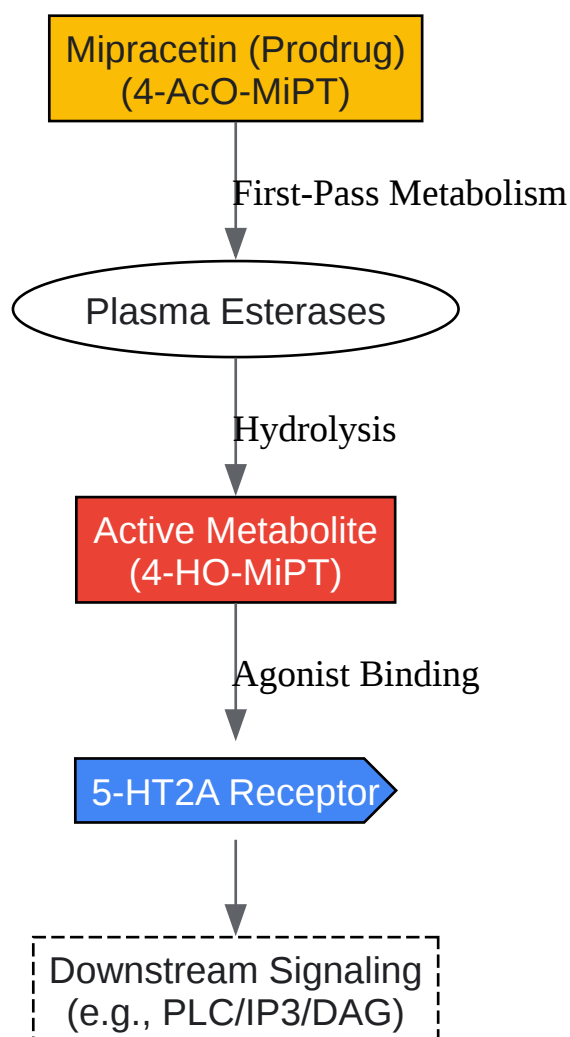 Mipracetin (Prodrug)
(4-AcO-MiPT)
First-Pass Metabolism
Plasma Esterases
Hydrolysis
Active Metabolite
(4-HO-MiPT)
Agonist Binding
5-HT2A Receptor
Downstream Signaling
(e.g., PLC/IP3/DAG)